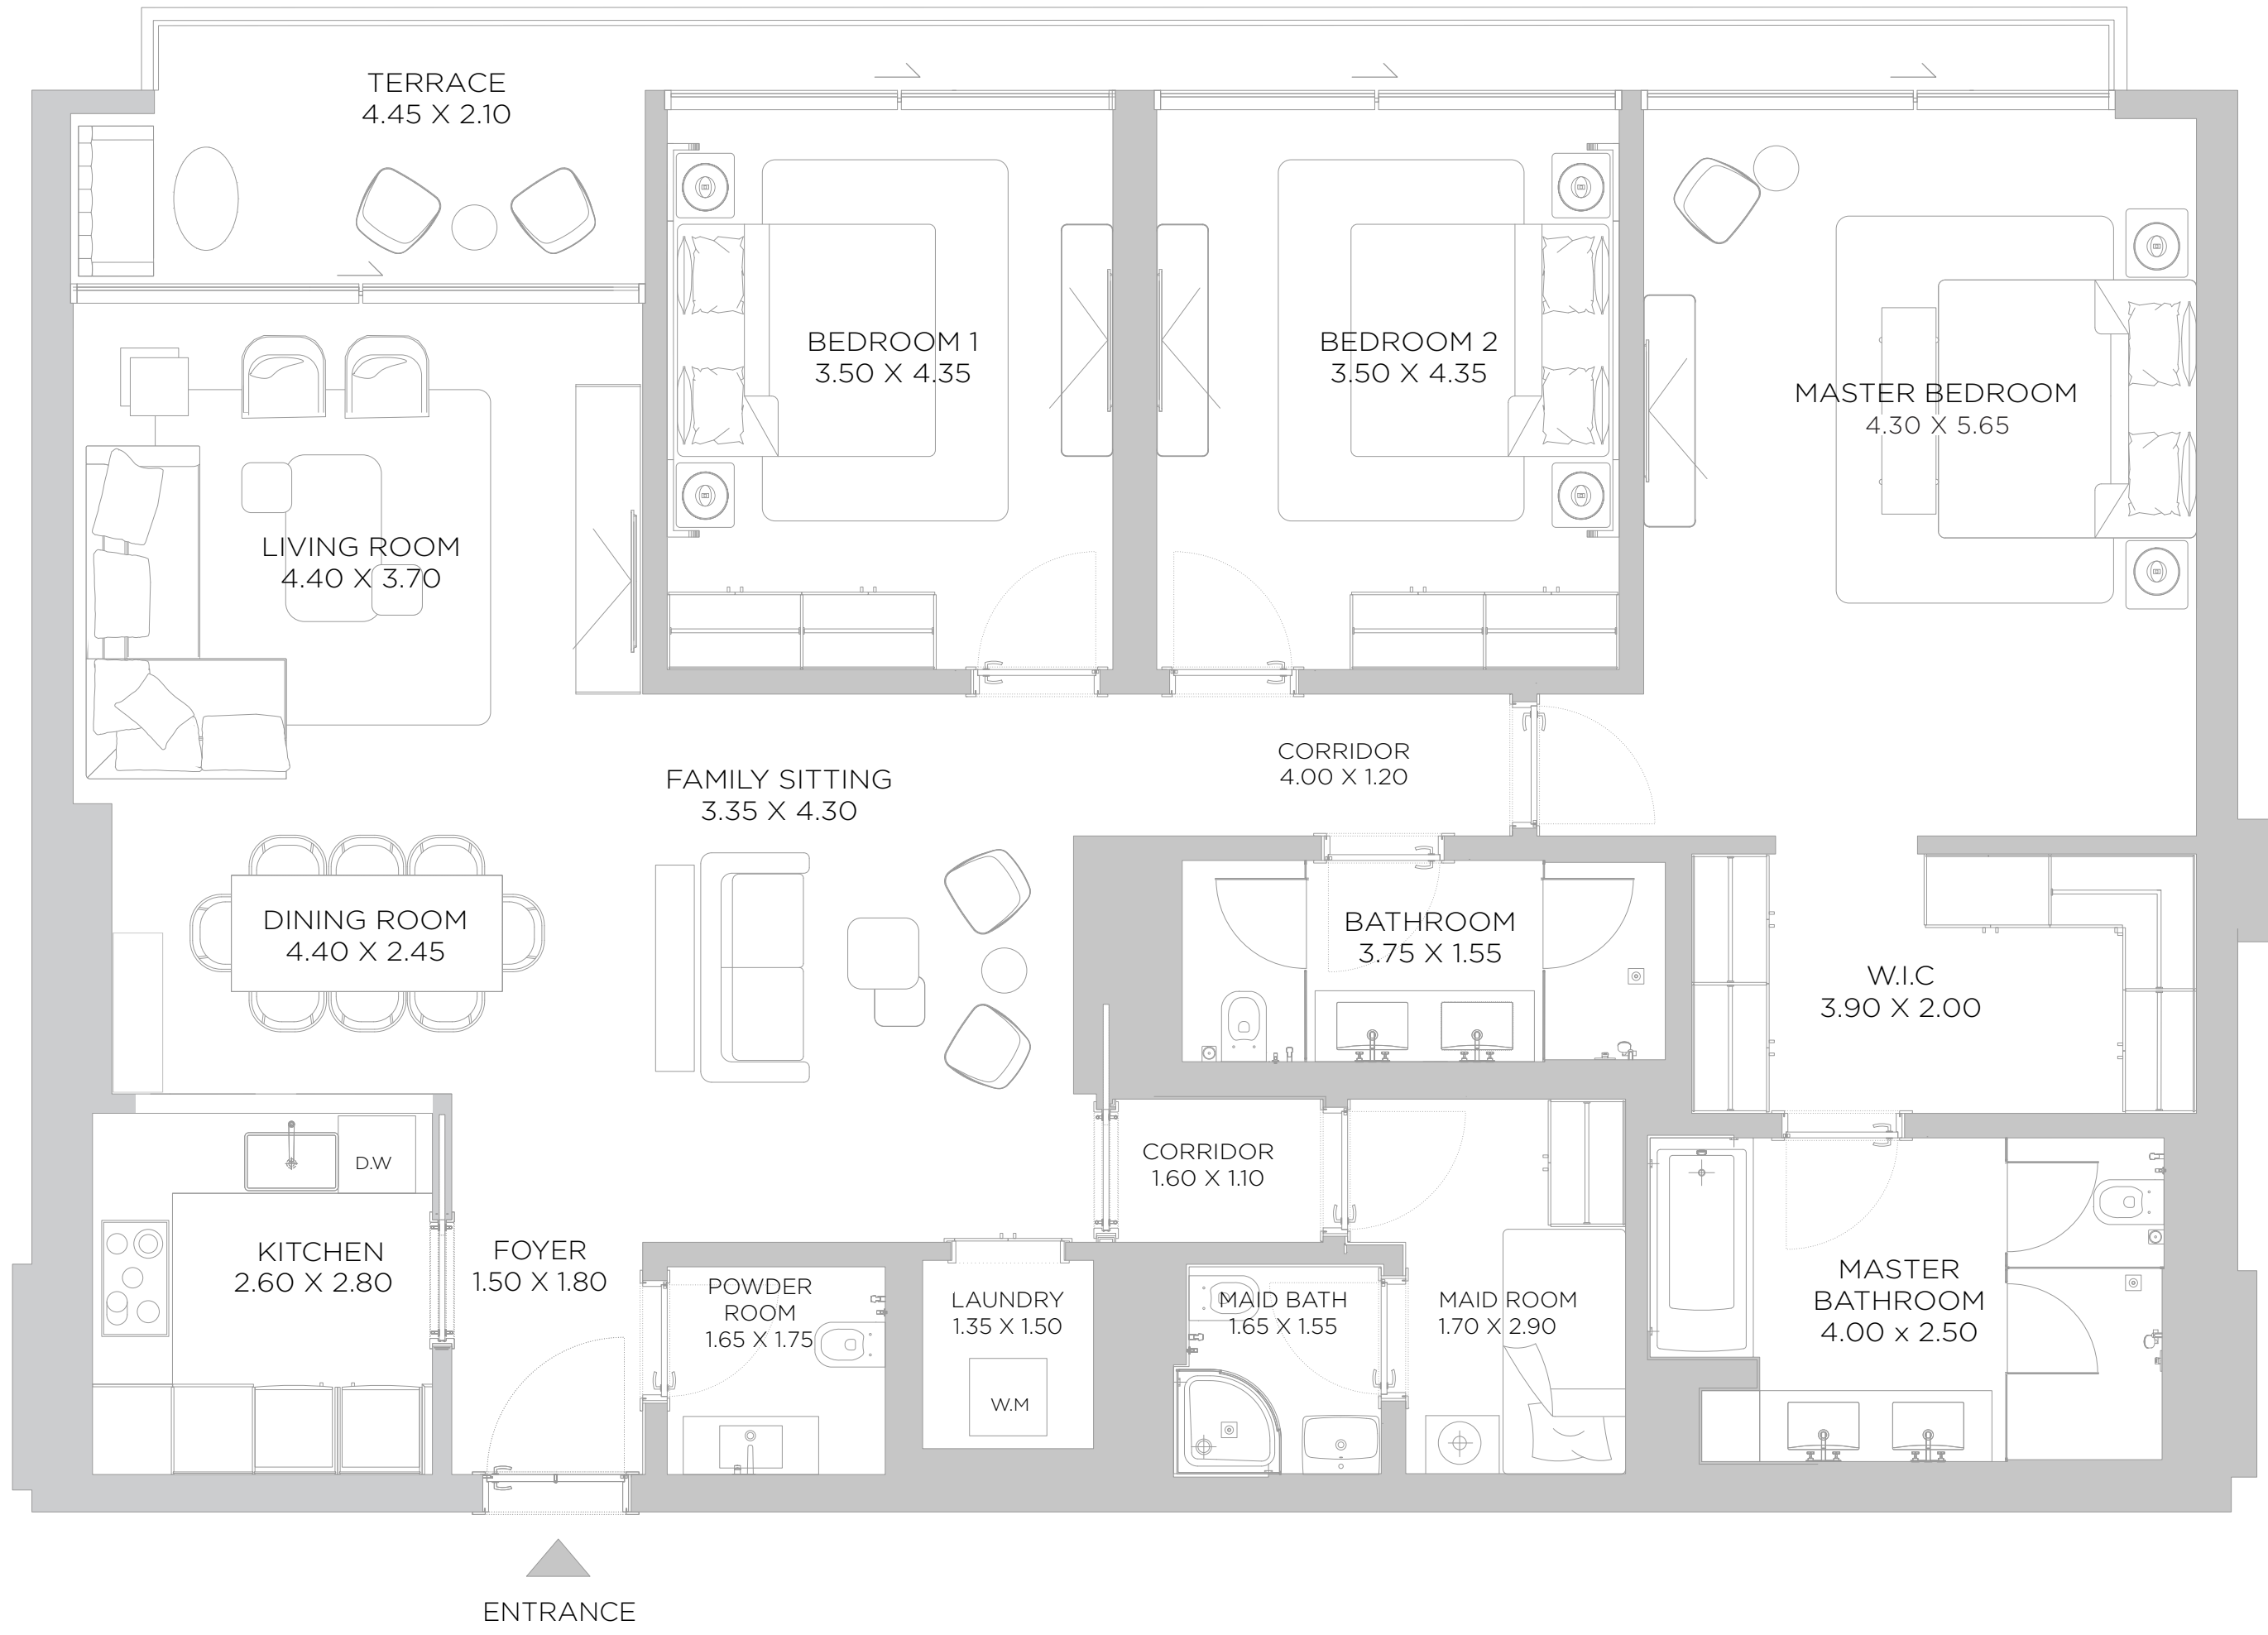 TERRACE
4.45 X 2.10
BEDROOM 1
3.50 X 4.35
BEDROOM 2
3.50 X 4.35
MASTER BEDROOM
4.30 X 5.65
LIVING ROOM
4.40 X 3.70
FAMILY SITTING
3.35 X 4.30
CORRIDOR
4.00 X 1.20
DINING ROOM
4.40 X 2.45
BATHROOM
3.75 X 1.55
W.I.C
3.90 X 2.00
D.W
KITCHEN
2.60 X 2.80
FOYER
1.50 X 1.80
CORRIDOR
1.60 X 1.10
POWDER
ROOM
1.65 X 1.75
LAUNDRY
1.35 X 1.50
W.M
MAID BATH
1.65 X 1.55
MAID ROOM
1.70 X 2.90
MASTER
BATHROOM
4.00 x 2.50
ENTRANCE